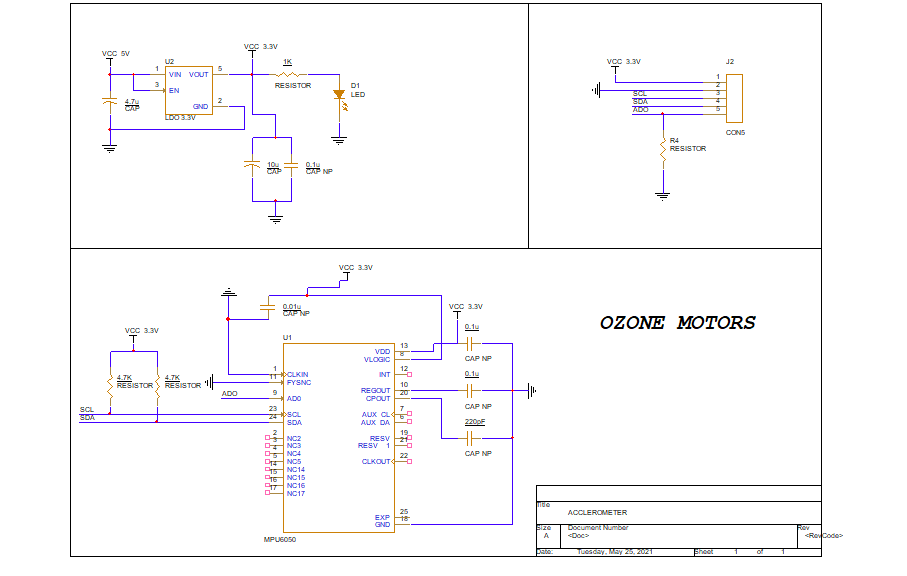 VCC 5V
U2
VCC 3.3V
1K
RESISTOR
1
VIN
VOUT
5
3
EN
GND
2
LDO 3.3V
4.7u
CAP
D1
LED
10u
CAP
0.1u
CAP NP
VCC 3.3V
J2
1
2
SCL
3
SDA
4
ADO
5
CON5
R4
RESISTOR
VCC 3.3V
0.01u
CAP NP
VCC 3.3V
0.1u
CAP NP
OZONE MOTORS
VCC 3.3V
4.7K
RESISTOR
4.7K
RESISTOR
SCL
SDA
ADO
U1
1
CLKIN
11
FYSNC
9
AD0
23
SCL
24
SDA
2
NC2
3
NC3
4
NC4
5
NC5
14
NC14
15
NC15
16
NC16
17
NC17
VDD
13
VLOGIC
8
INT
12
REGOUT
10
CPOUT
20
AUX CL
7
AUX DA
6
RESV
19
RESV 1
21
CLKOUT
22
EXP
25
GND
18
MPU6050
0.1u
CAP NP
220pF
CAP NP
Title
ACCLEROMETER
Size
A
Document Number
<Doc>
Rev
<RevCode>
Date:
Tuesday, May 25, 2021
Sheet
1
of
1